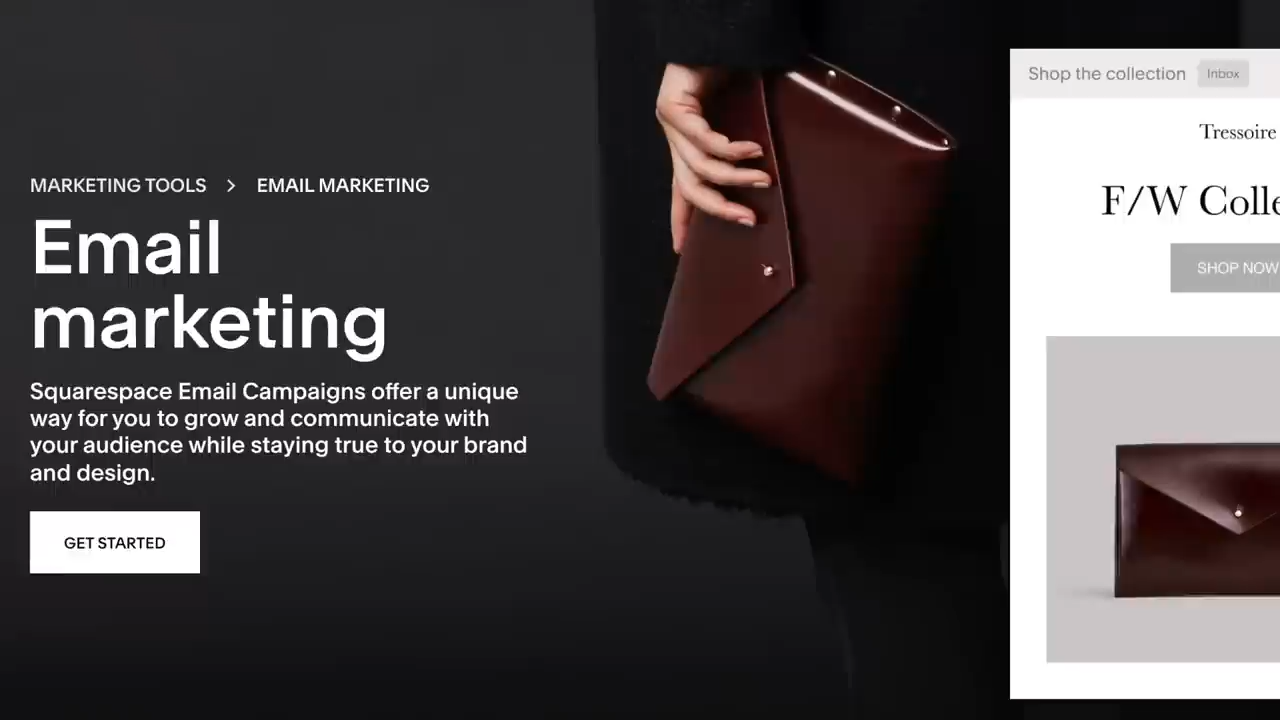 MARKETING TOOLS > EMAIL MARKETING
Email
marketing
Squarespace Email Campaigns offer a unique
way for you to grow and communicate with
your audience while staying true to your brand
and design.
GET STARTED
Shop the collection Inbox
Tressoire
F/W Colle
SHOP NOW